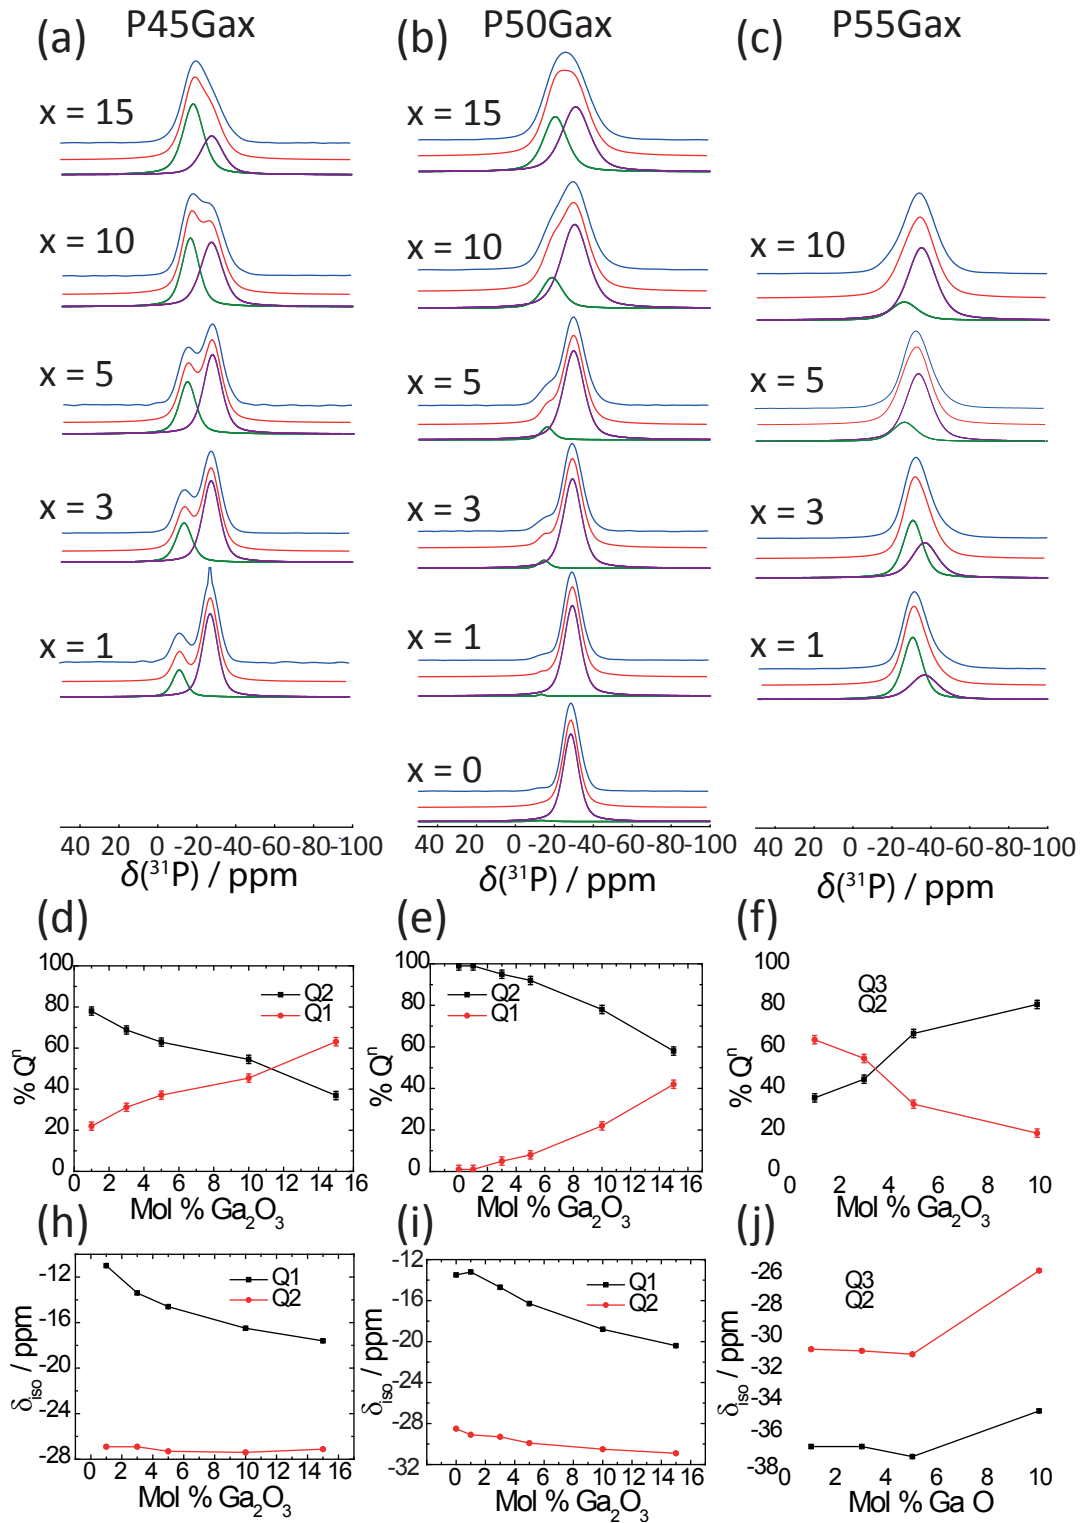 (a) P45Gax
(b) P50Gax
(c) P55Gax
x = 15
x = 10
x = 5
x = 3
x = 1
40 20 0 -20 -40 -60 -80 -100
δ(³¹P) / ppm
x = 15
x = 10
x = 5
x = 3
x = 1
x = 0
40 20 0 -20 -40 -60 -80 -100
δ(³¹P) / ppm
x = 10
x = 5
x = 3
x = 1
40 20 0 -20 -40 -60 -80 -100
δ(³¹P) / ppm
(d)
% Qⁿ
100
80
60
40
20
0
Q2
Q1
0 2 4 6 8 10 12 14 16
Mol % Ga₂O₃
(e)
% Qⁿ
100
80
60
40
20
0
Q2
Q1
0 2 4 6 8 10 12 14 16
Mol % Ga₂O₃
(f)
% Qⁿ
100
80
60
40
20
0
Q3
Q2
0 2 4 6 8 10
Mol % Ga₂O₃
(h)
δiso / ppm
-12
-16
-20
-24
-28
Q1
Q2
0 2 4 6 8 10 12 14 16
Mol % Ga₂O₃
(i)
δiso / ppm
-12
-16
-20
-24
-28
-32
Q1
Q2
0 2 4 6 8 10 12 14 16
Mol % Ga₂O₃
(j)
δiso / ppm
-26
-28
-30
-32
-34
-36
-38
Q3
Q2
0 2 4 6 8 10
Mol % Ga O